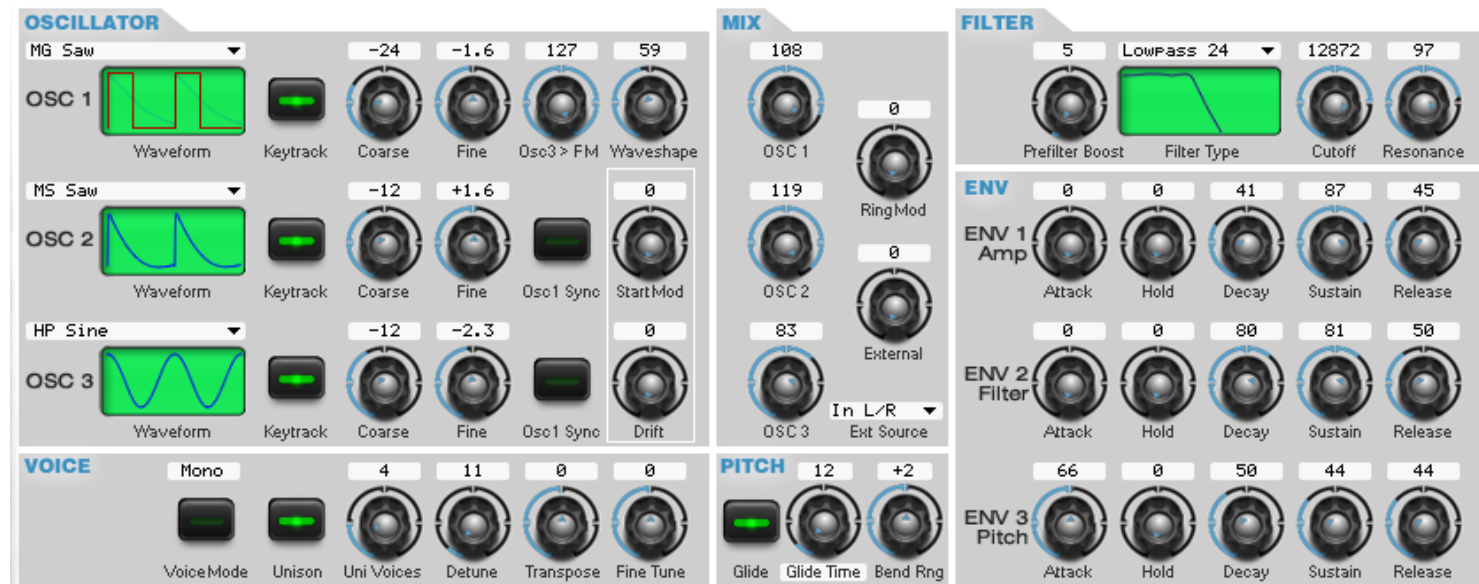 OSCILLATOR
MG Saw
-24 -1.6 127 59
OSC 1
Waveform Keytrack Coarse Fine Osc3 > FM Waveshape
MS Saw
-12 +1.6 0
OSC 2
Waveform Keytrack Coarse Fine Osc1 Sync Start Mod
HP Sine
-12 -2.3 0
OSC 3
Waveform Keytrack Coarse Fine Osc1 Sync Drift
MIX
108
OSC 1
0
Ring Mod
119
OSC 2
0
External
83
OSC 3
In L/R
Ext Source
FILTER
5 Lowpass 24 12872 97
Prefilter Boost Filter Type Cutoff Resonance
ENV
0 0 41 87 45
ENV 1
Amp
Attack Hold Decay Sustain Release
0 0 80 81 50
ENV 2
Filter
Attack Hold Decay Sustain Release
66 0 50 44 44
ENV 3
Pitch
Attack Hold Decay Sustain Release
VOICE
Mono 4 11 0 0
Voice Mode Unison Uni Voices Detune Transpose Fine Tune
PITCH
12 +2
Glide Glide Time Bend Rng